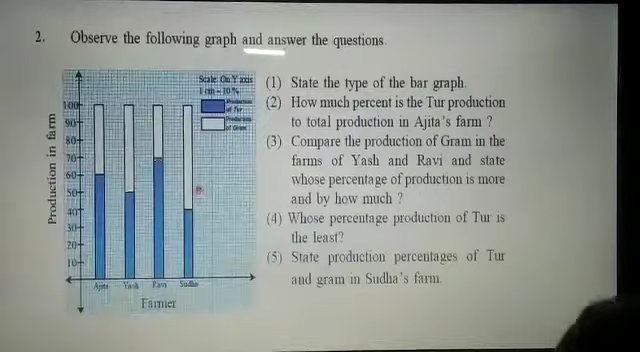 2. Observe the following graph and answer the questions.
Scale: On Y axis
1 cm - 10%
Production
of Tur
Production
of Gram
100
90
80
70
60
50
40
30
20
10
Production in farm
Ajita Yash Ravi Sudha
Farmer
(1) State the type of the bar graph.
(2) How much percent is the Tur production
to total production in Ajita's farm ?
(3) Compare the production of Gram in the
farms of Yash and Ravi and state
whose percentage of production is more
and by how much ?
(4) Whose percentage production of Tur is
the least?
(5) State production percentages of Tur
and gram in Sudha's farm.